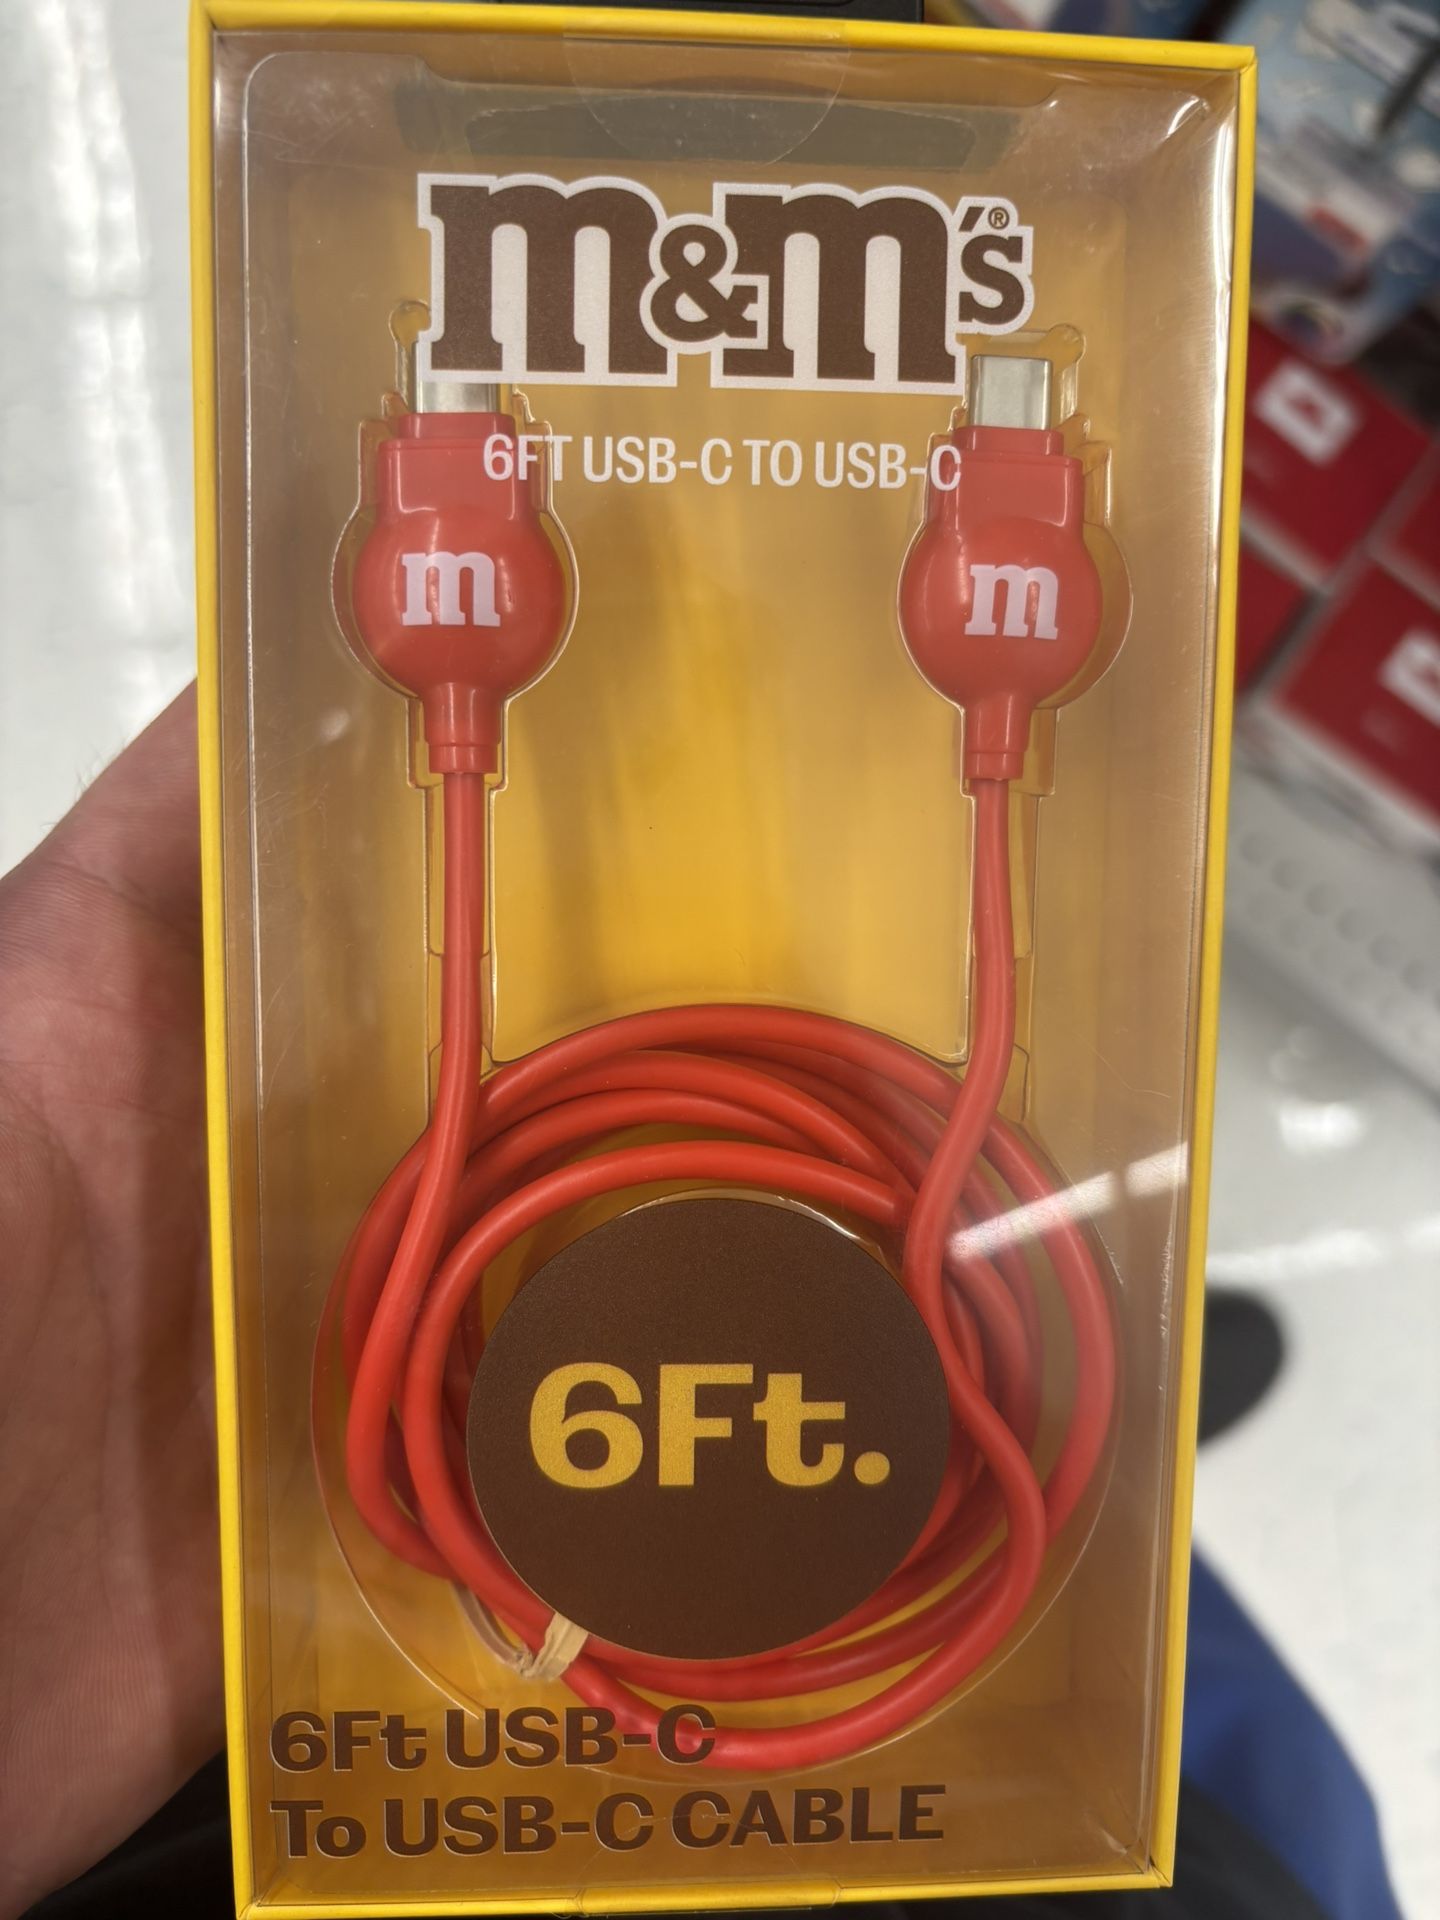 m&m's®
6FT USB-C TO USB-C
m
m
6Ft.
6Ft USB-C
To USB-C CABLE